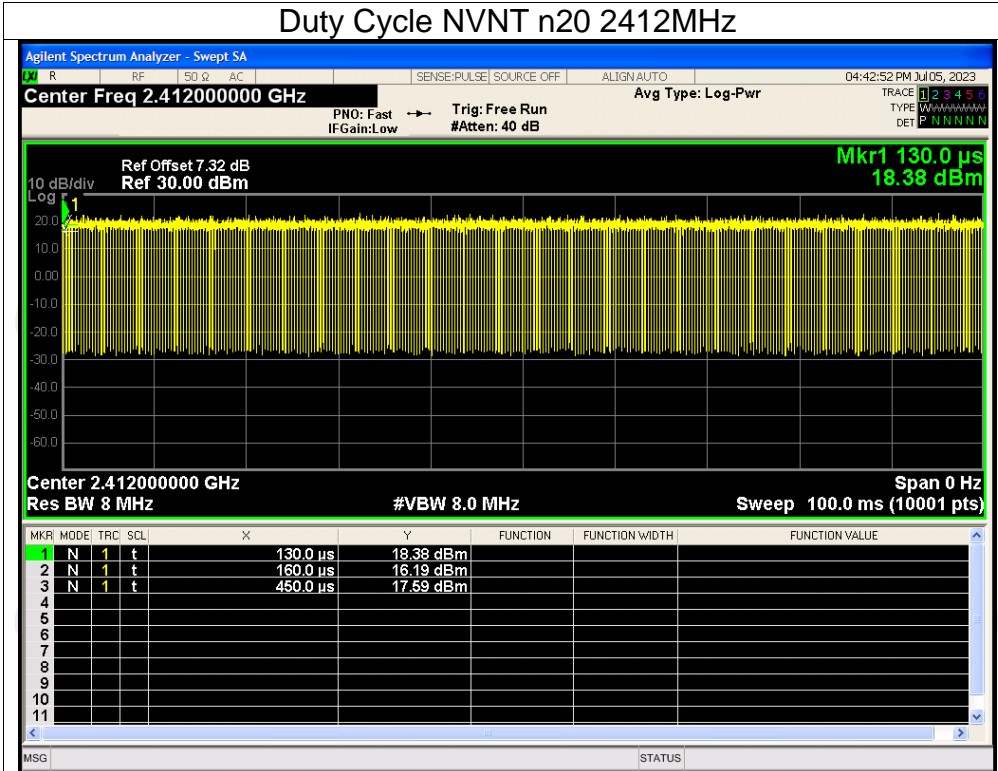 Duty Cycle NVNT n20 2412MHz
Agilent Spectrum Analyzer - Swept SA
LXI R RF 50 Ω AC SENSE:PULSE SOURCE OFF ALIGN AUTO 04:42:52 PM Jul 05, 2023
Center Freq 2.412000000 GHz Avg Type: Log-Pwr TRACE 1 2 3 4 5 6
PNO: Fast Trig: Free Run TYPE WWWWWW
IFGain:Low #Atten: 40 dB DET P N N N N N
Mkr1 130.0 µs
Ref Offset 7.32 dB
10 dB/div Ref 30.00 dBm 18.38 dBm
Log
1
20.0
10.0
0.00
-10.0
-20.0
-30.0
-40.0
-50.0
-60.0
Center 2.412000000 GHz Span 0 Hz
Res BW 8 MHz #VBW 8.0 MHz Sweep 100.0 ms (10001 pts)
MKR MODE TRC SCL X Y FUNCTION FUNCTION WIDTH FUNCTION VALUE
1 N 1 t 130.0 µs 18.38 dBm
2 N 1 t 160.0 µs 16.19 dBm
3 N 1 t 450.0 µs 17.59 dBm
4
5
6
7
8
9
10
11
MSG STATUS